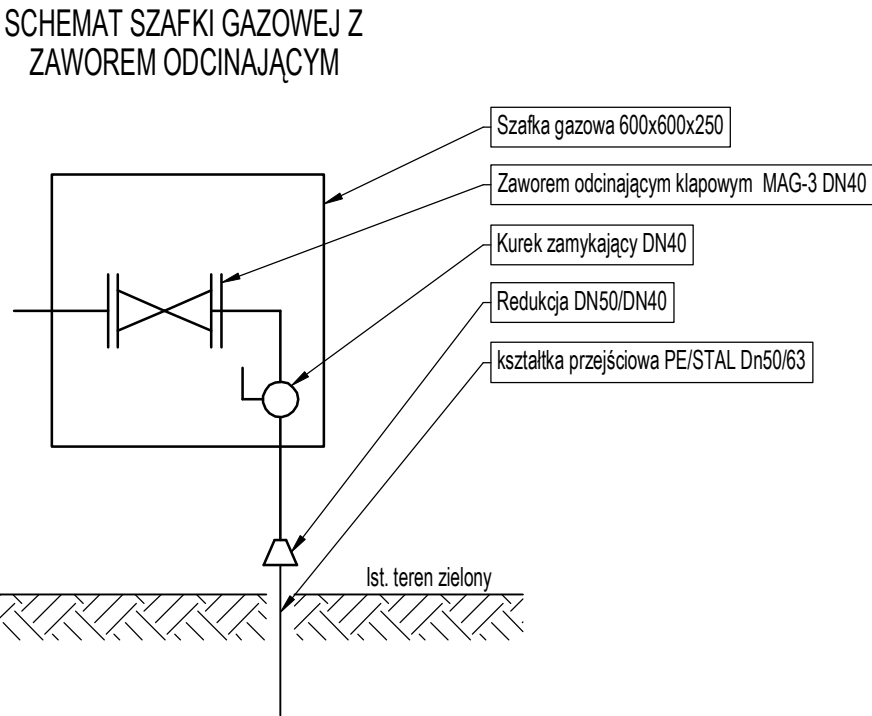 SCHEMAT SZAFKI GAZOWEJ Z
ZAWOREM ODCINAJĄCYM
Szafka gazowa 600x600x250
Zaworem odcinającym klapowym MAG-3 DN40
Kurek zamykający DN40
Redukcja DN50/DN40
kształtka przejściowa PE/STAL Dn50/63
Ist. teren zielony